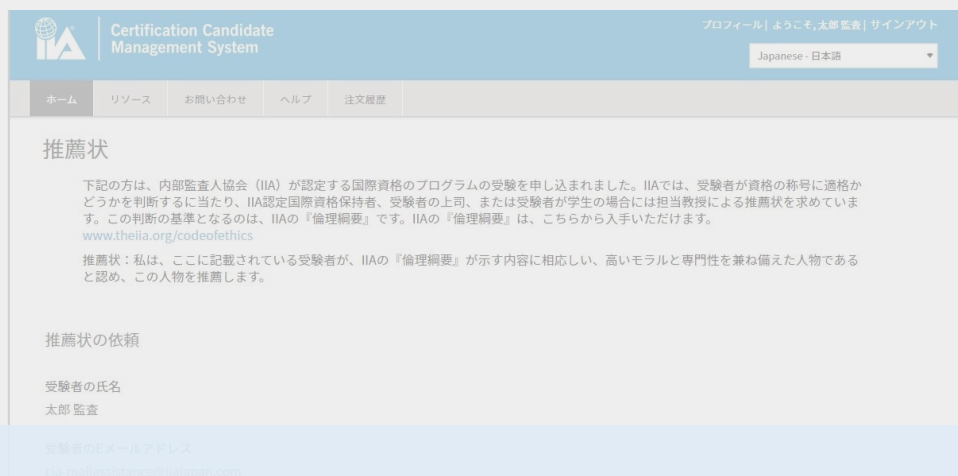 IIA
Certification Candidate
Management System
プロフィール| ようこそ,太郎 監査| サインアウト
Japanese - 日本語
ホーム
リソース
お問い合わせ
ヘルプ
注文履歴
推薦状
下記の方は、内部監査人協会（IIA）が認定する国際資格のプログラムの受験を申し込まれました。IIAでは、受験者が資格の称号に適格か
どうかを判断するに当たり、IIA認定国際資格保持者、受験者の上司、または受験者が学生の場合には担当教授による推薦状を求めていま
す。この判断の基準となるのは、IIAの『倫理綱要』です。IIAの『倫理綱要』は、こちらから入手いただけます。
www.theiia.org/codeofethics
推薦状：私は、ここに記載されている受験者が、IIAの『倫理綱要』が示す内容に相応しい、高いモラルと専門性を兼ね備えた人物である
と認め、この人物を推薦します。
推薦状の依頼
受験者の氏名
太郎 監査
受験者のEメールアドレス